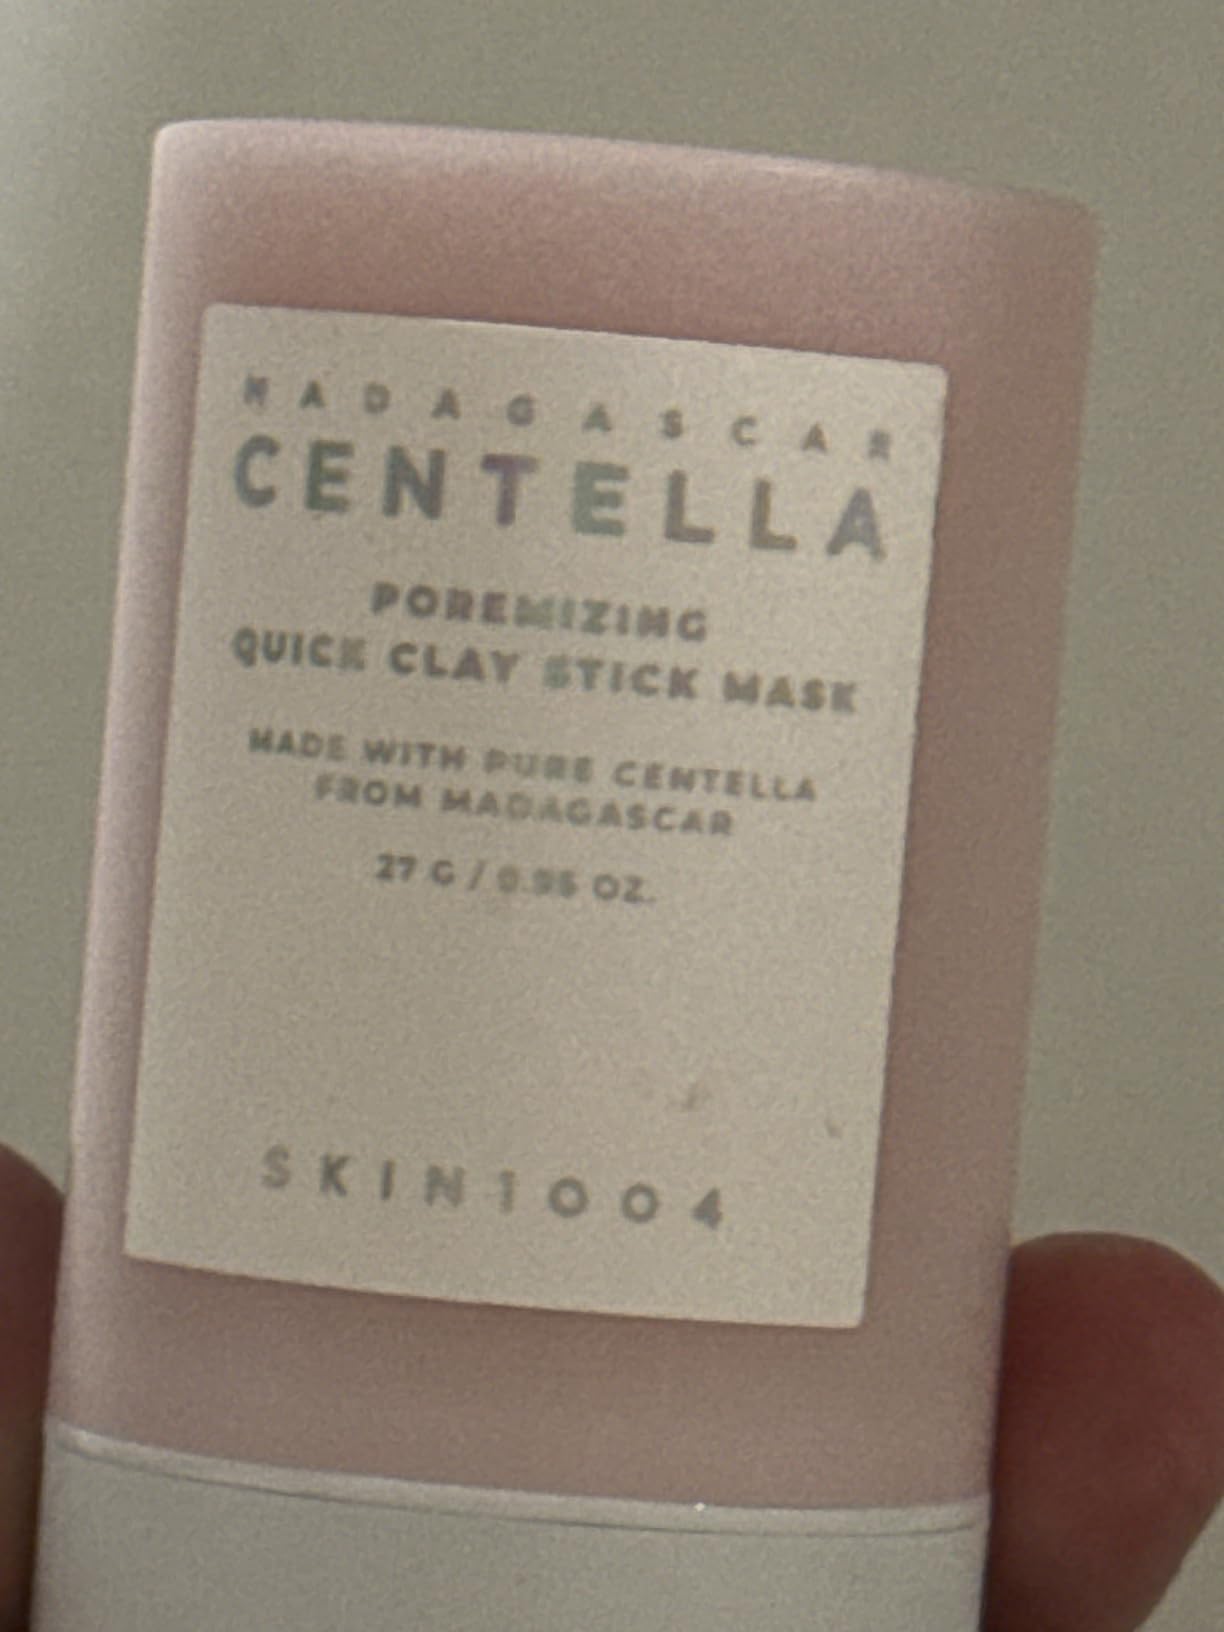 MADAGASCAR
CENTELLA
POREMIZING
QUICK CLAY STICK MASK
MADE WITH PURE CENTELLA
FROM MADAGASCAR
27 G / 0.95 OZ.
SKIN1004